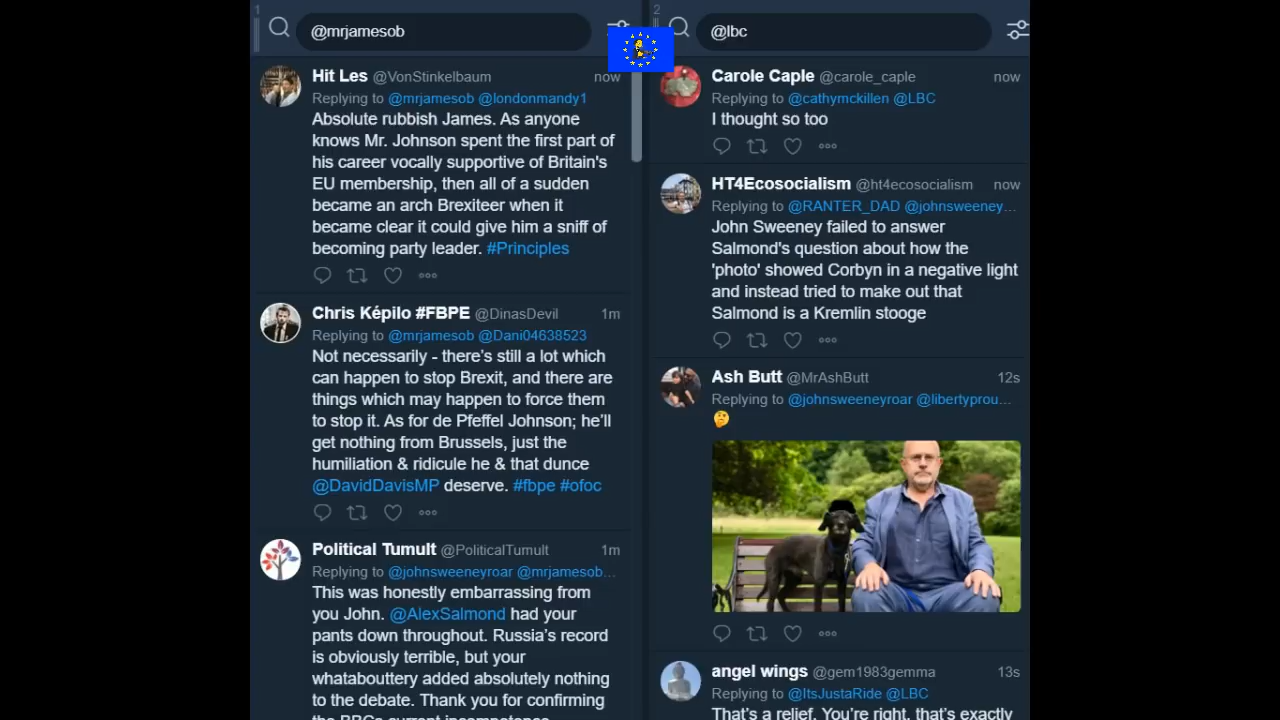 1
@mrjamesob
Hit Les @VonStinkelbaum now
Replying to @mrjamesob @londonmandy1
Absolute rubbish James. As anyone
knows Mr. Johnson spent the first part of
his career vocally supportive of Britain's
EU membership, then all of a sudden
became an arch Brexiteer when it
became clear it could give him a sniff of
becoming party leader. #Principles
Chris Képilo #FBPE @DinasDevil 1m
Replying to @mrjamesob @Dani04638523
Not necessarily - there's still a lot which
can happen to stop Brexit, and there are
things which may happen to force them
to stop it. As for de Pfeffel Johnson; he'll
get nothing from Brussels, just the
humiliation & ridicule he & that dunce
@DavidDavisMP deserve. #fbpe #ofoc
Political Tumult @PoliticalTumult 1m
Replying to @johnsweeneyroar @mrjamesob…
This was honestly embarrassing from
you John. @AlexSalmond had your
pants down throughout. Russia's record
is obviously terrible, but your
whatabouttery added absolutely nothing
to the debate. Thank you for confirming
2
@lbc
Carole Caple @carole_caple now
Replying to @cathymckillen @LBC
I thought so too
HT4Ecosocialism @ht4ecosocialism now
Replying to @RANTER_DAD @johnsweeney…
John Sweeney failed to answer
Salmond's question about how the
'photo' showed Corbyn in a negative light
and instead tried to make out that
Salmond is a Kremlin stooge
Ash Butt @MrAshButt 12s
Replying to @johnsweeneyroar @libertyprou…
angel wings @gem1983gemma 13s
Replying to @ItsJustaRide @LBC
That's a relief. You're right, that's exactly